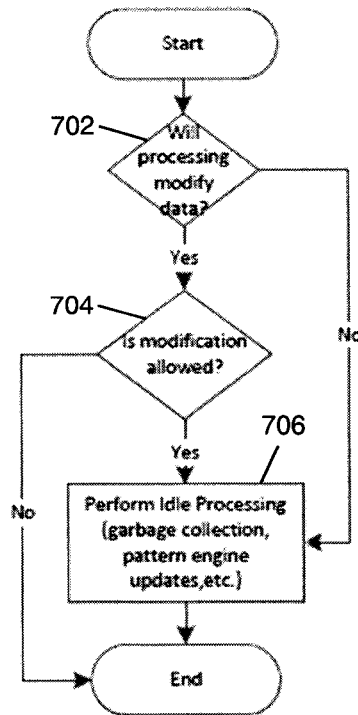 Start
702
Will
processing
modify
data?
Yes
704
Is modification
allowed?
No
Yes
706
No
Perform Idle Processing
(garbage collection,
pattern engine
updates,etc.)
End